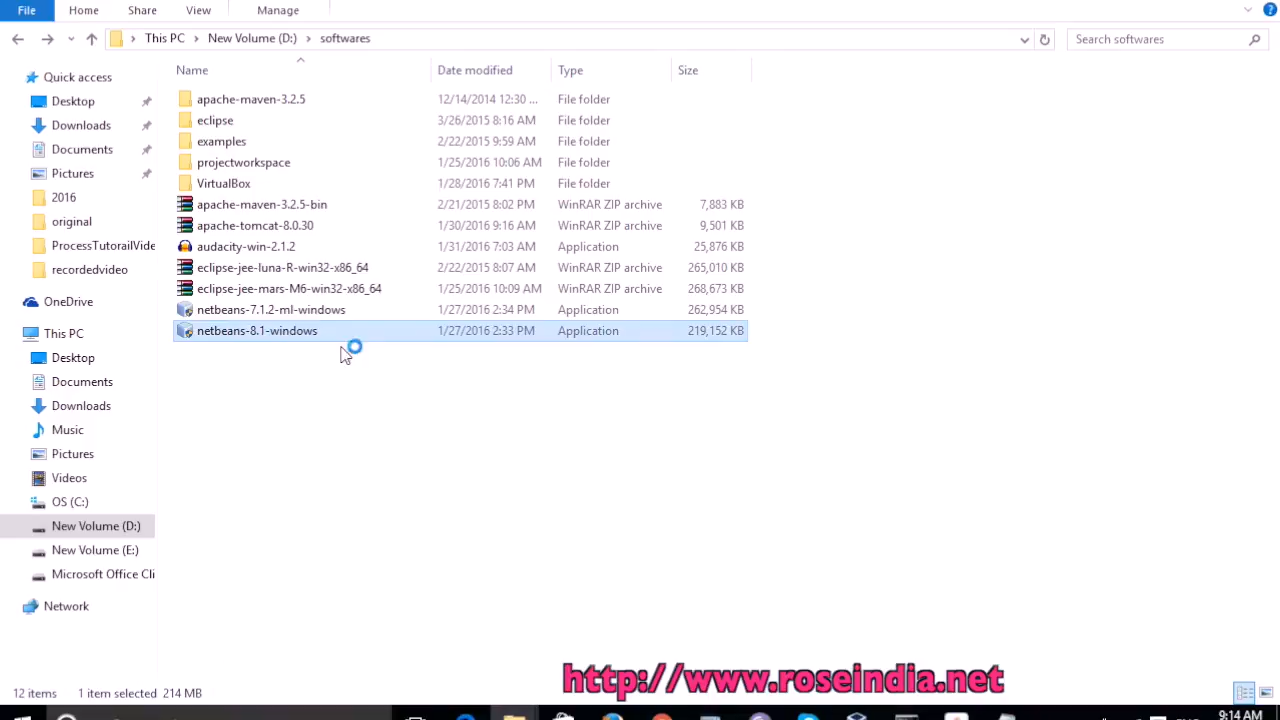 File Home Share View Manage
This PC New Volume (D:) softwares Search softwares
Name Date modified Type Size
Quick access
Desktop
Downloads
Documents
Pictures
2016
original
ProcessTutorailVide
recordedvideo
OneDrive
This PC
Desktop
Documents
Downloads
Music
Pictures
Videos
OS (C:)
New Volume (D:)
New Volume (E:)
Microsoft Office Cli
Network
apache-maven-3.2.5 12/14/2014 12:30 ... File folder
eclipse 3/26/2015 8:16 AM File folder
examples 2/22/2015 9:59 AM File folder
projectworkspace 1/25/2016 10:06 AM File folder
VirtualBox 1/28/2016 7:41 PM File folder
apache-maven-3.2.5-bin 2/21/2015 8:02 PM WinRAR ZIP archive 7,883 KB
apache-tomcat-8.0.30 1/30/2016 9:16 AM WinRAR ZIP archive 9,501 KB
audacity-win-2.1.2 1/31/2016 7:03 AM Application 25,876 KB
eclipse-jee-luna-R-win32-x86_64 2/22/2015 8:07 AM WinRAR ZIP archive 265,010 KB
eclipse-jee-mars-M6-win32-x86_64 1/25/2016 10:09 AM WinRAR ZIP archive 268,673 KB
netbeans-7.1.2-ml-windows 1/27/2016 2:34 PM Application 262,954 KB
netbeans-8.1-windows 1/27/2016 2:33 PM Application 219,152 KB
http://www.roseindia.net
12 items 1 item selected 214 MB
9:14 AM